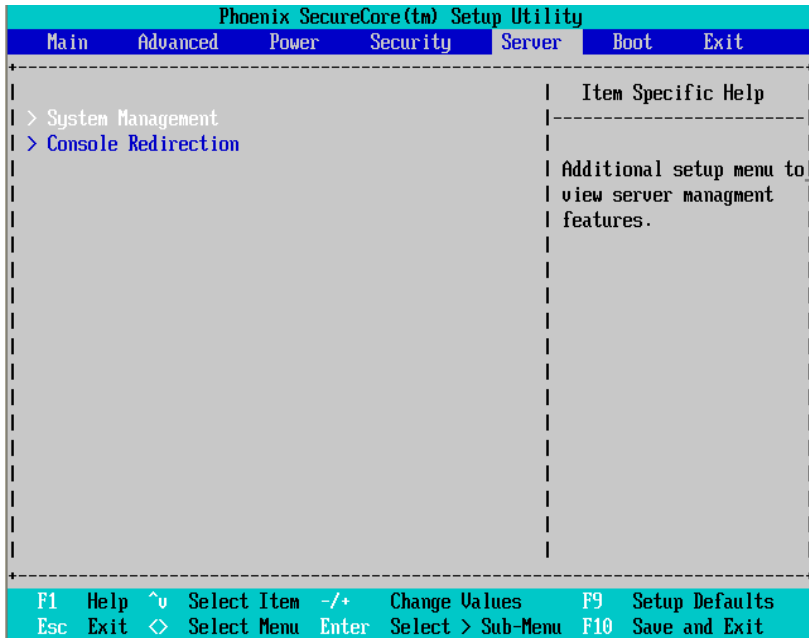 Phoenix SecureCore(tm) Setup Utility
Main Advanced Power Security Server Boot Exit
Item Specific Help
> System Management
> Console Redirection
Additional setup menu to
view server managment
features.
F1 Help ^v Select Item -/+ Change Values F9 Setup Defaults
Esc Exit <> Select Menu Enter Select > Sub-Menu F10 Save and Exit